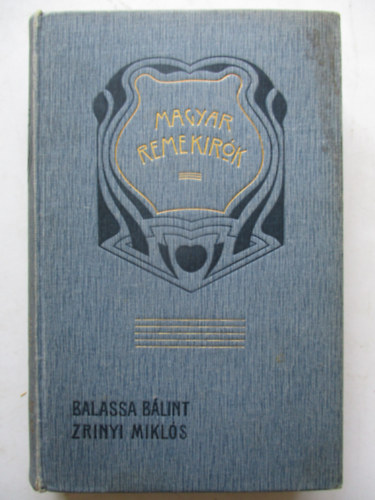 MAGYAR
REMEKIRÓK
BALASSA BÁLINT
ZRINYI MIKLÓS